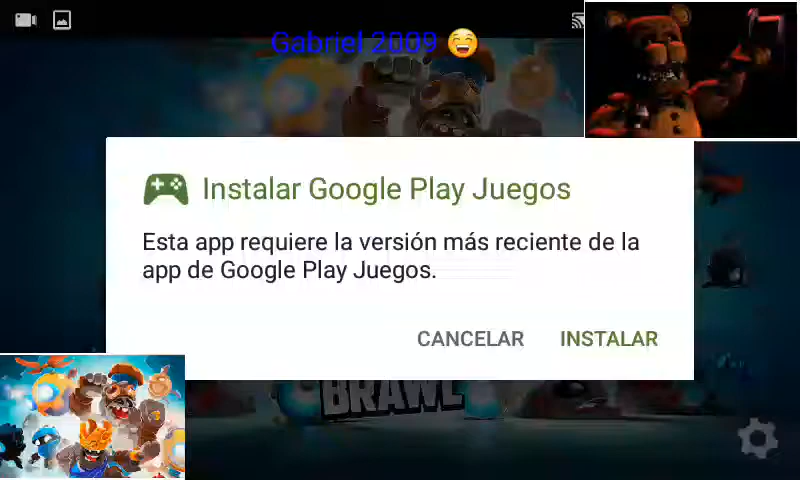 Gabriel 2009 😁
Instalar Google Play Juegos
Esta app requiere la versión más reciente de la
app de Google Play Juegos.
CANCELAR INSTALAR
BRAWL